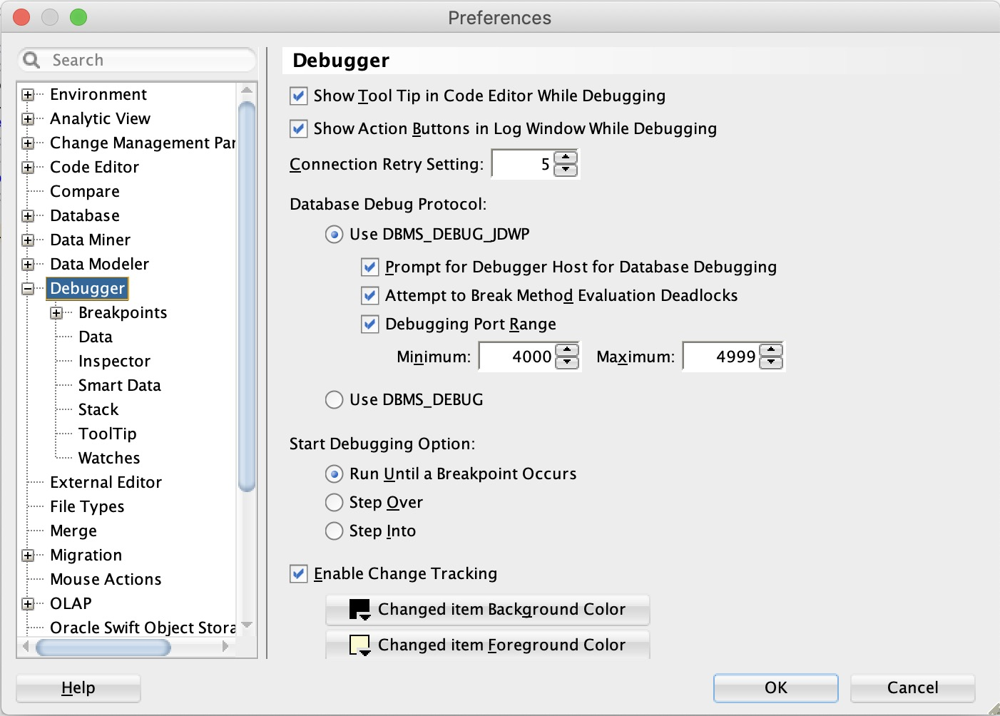 Preferences
Search
Environment
Analytic View
Change Management Par
Code Editor
Compare
Database
Data Miner
Data Modeler
Debugger
Breakpoints
Data
Inspector
Smart Data
Stack
ToolTip
Watches
External Editor
File Types
Merge
Migration
Mouse Actions
OLAP
Oracle Swift Object Stora
Debugger
Show Tool Tip in Code Editor While Debugging
Show Action Buttons in Log Window While Debugging
Connection Retry Setting: 5
Database Debug Protocol:
Use DBMS_DEBUG_JDWP
Prompt for Debugger Host for Database Debugging
Attempt to Break Method Evaluation Deadlocks
Debugging Port Range
Minimum: 4000 Maximum: 4999
Use DBMS_DEBUG
Start Debugging Option:
Run Until a Breakpoint Occurs
Step Over
Step Into
Enable Change Tracking
Changed item Background Color
Changed item Foreground Color
Help OK Cancel